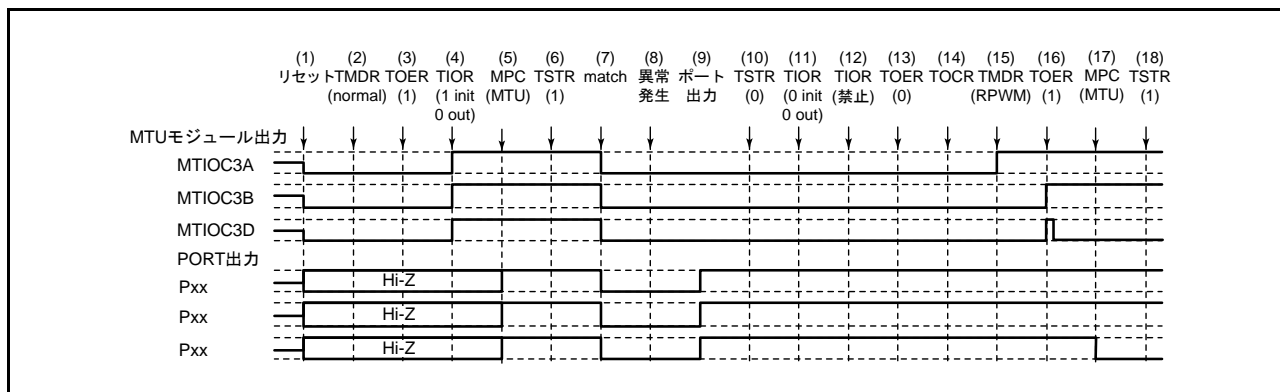 (1) (2) (3) (4) (5) (6) (7) (8) (9) (10) (11) (12) (13) (14) (15) (16) (17) (18)
リセット TMDR TOER TIOR MPC TSTR match 異常 ポート TSTR TIOR TIOR TOER TOCR TMDR TOER MPC TSTR
(normal) (1) (1 init (MTU) (1) 発生 出力 (0) (0 init (禁止) (0) (RPWM) (1) (MTU) (1)
0 out) 0 out)
MTUモジュール出力
MTIOC3A
MTIOC3B
MTIOC3D
PORT出力
Pxx Hi-Z
Pxx Hi-Z
Pxx Hi-Z